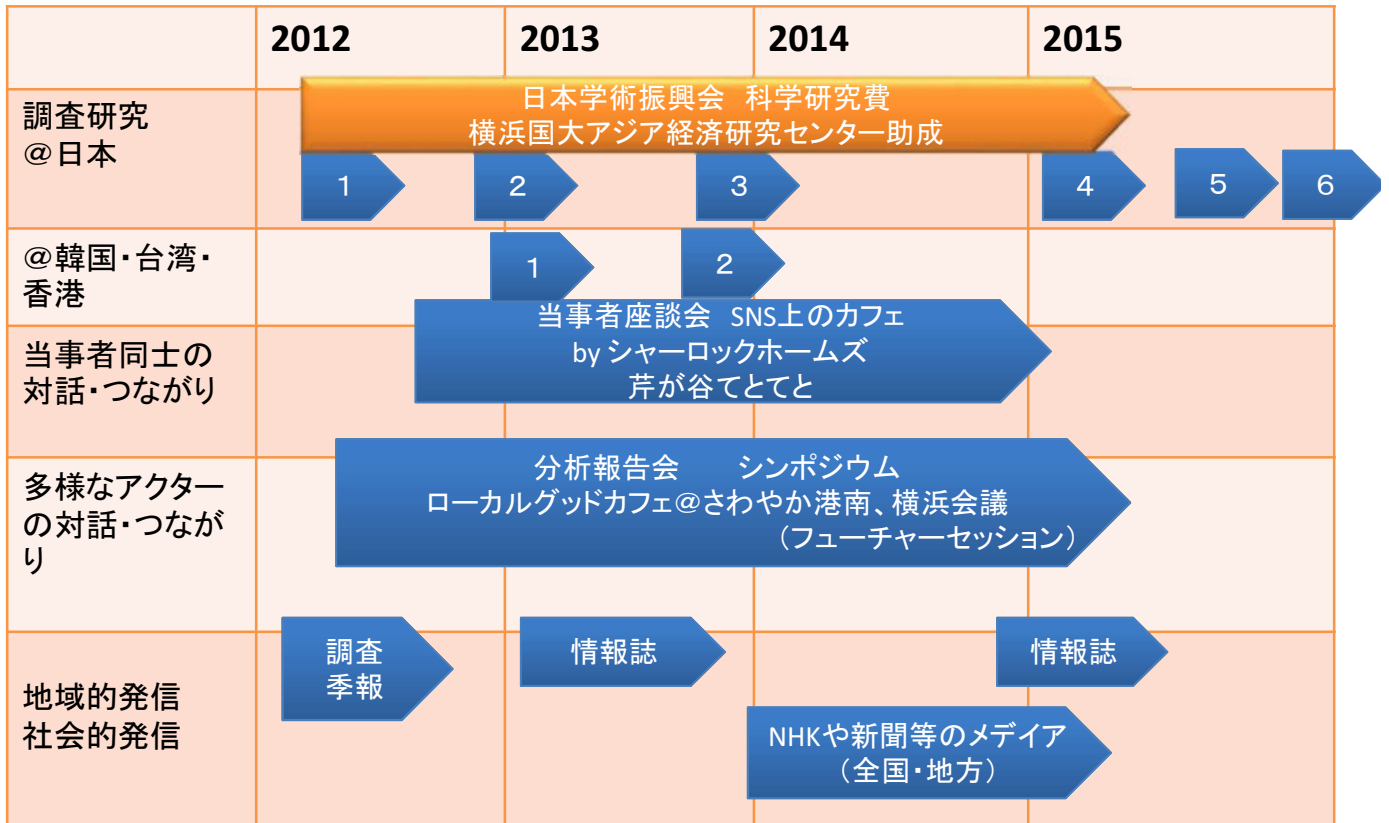 2012 2013 2014 2015
調査研究
@日本
日本学術振興会 科学研究費
横浜国大アジア経済研究センター助成
1 2 3 4 5 6
@韓国・台湾・
香港
1 2
当事者同士の
対話・つながり
当事者座談会 SNS上のカフェ
by シャーロックホームズ
芹が谷てとてと
多様なアクター
の対話・つなが
り
分析報告会 シンポジウム
ローカルグッドカフェ@さわやか港南、横浜会議
(フューチャーセッション)
地域的発信
社会的発信
調査
季報
情報誌
情報誌
NHKや新聞等のメデイア
(全国・地方)